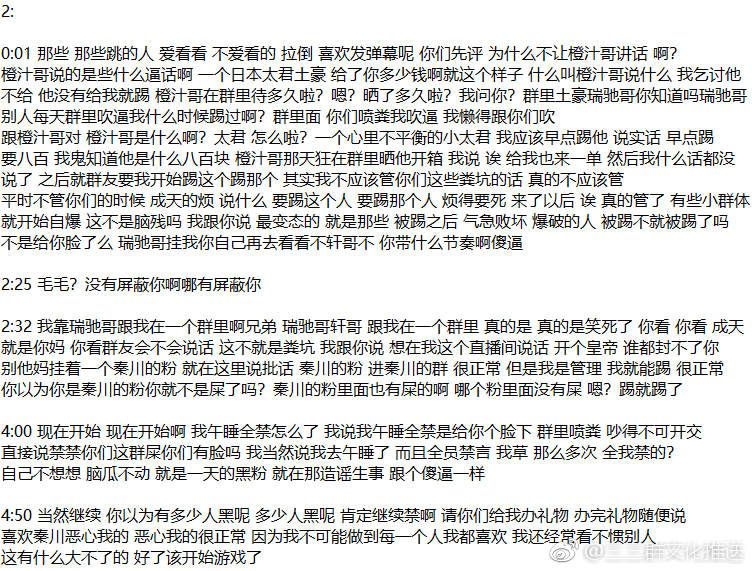 2:
0:01 那些 那些跳的人 爱看看 不爱看的 拉倒 喜欢发弹幕呢 你们先评 为什么不让橙汁哥讲话 啊?
橙汁哥说的是些什么逼话啊 一个日本太君土豪 给了你多少钱啊就这个样子 什么叫橙汁哥说什么 我乞讨他
不给 他没有给我就踢 橙汁哥在群里待多久啦？嗯？晒了多久啦？我问你？群里土豪瑞驰哥你知道吗瑞驰哥
别人每天群里吹逼我什么时候踢过啊？群里面 你们喷粪我吹逼 我懒得跟你们吹
跟橙汁哥对 橙汁哥是什么啊？太君 怎么啦？一个心里不平衡的小太君 我应该早点踢他 说实话 早点踢
要八百 我鬼知道他是什么八百块 橙汁哥那天狂在群里晒他开箱 我说 诶 给我也来一单 然后我什么话都没
说了 之后就群友要我开始踢这个踢那个 其实我不应该管你们这些粪坑的话 真的不应该管
平时不管你们的时候 成天的烦 说什么 要踢这个人 要踢那个人 烦得要死 来了以后 诶 真的管了 有些小群体
就开始自爆 这不是脑残吗 我跟你说 最变态的 就是那些 被踢之后 气急败坏 爆破的人 被踢不就被踢了吗
不是给你脸了么 瑞驰哥挂我你自己再去看看不轩哥不 你带什么节奏啊傻逼
2:25 毛毛？没有屏蔽你啊哪有屏蔽你
2:32 我靠瑞驰哥跟我在一个群里啊兄弟 瑞驰哥轩哥 跟我在一个群里 真的是 真的是笑死了 你看 你看 成天
就是你妈 你看群友会不会说话 这不就是粪坑 我跟你说 想在我这个直播间说话 开个皇帝 谁都封不了你
别他妈挂着一个秦川的粉 就在这里说批话 秦川的粉 进秦川的群 很正常 但是我是管理 我就能踢 很正常
你以为你是秦川的粉你就不是屎了吗？秦川的粉里面也有屎的啊 哪个粉里面没有屎 嗯？踢就踢了
4:00 现在开始 现在开始啊 我午睡全禁怎么了 我说我午睡全禁是给你个脸下 群里喷粪 吵得不可开交
直接说禁禁你们这群屎你们有脸吗 我当然说我去午睡了 而且全员禁言 我草 那么多次 全我禁的?
自己不想想 脑瓜不动 就是一天的黑粉 就在那造谣生事 跟个傻逼一样
4:50 当然继续 你以为有多少人黑呢 多少人黑呢 肯定继续禁啊 请你们给我办礼物 办完礼物随便说
喜欢秦川恶心我的 恶心我的很正常 因为我不可能做到每一个人我都喜欢 我还经常看不惯别人
这有什么大不了的 好了该开始游戏了
@三三群文化推送